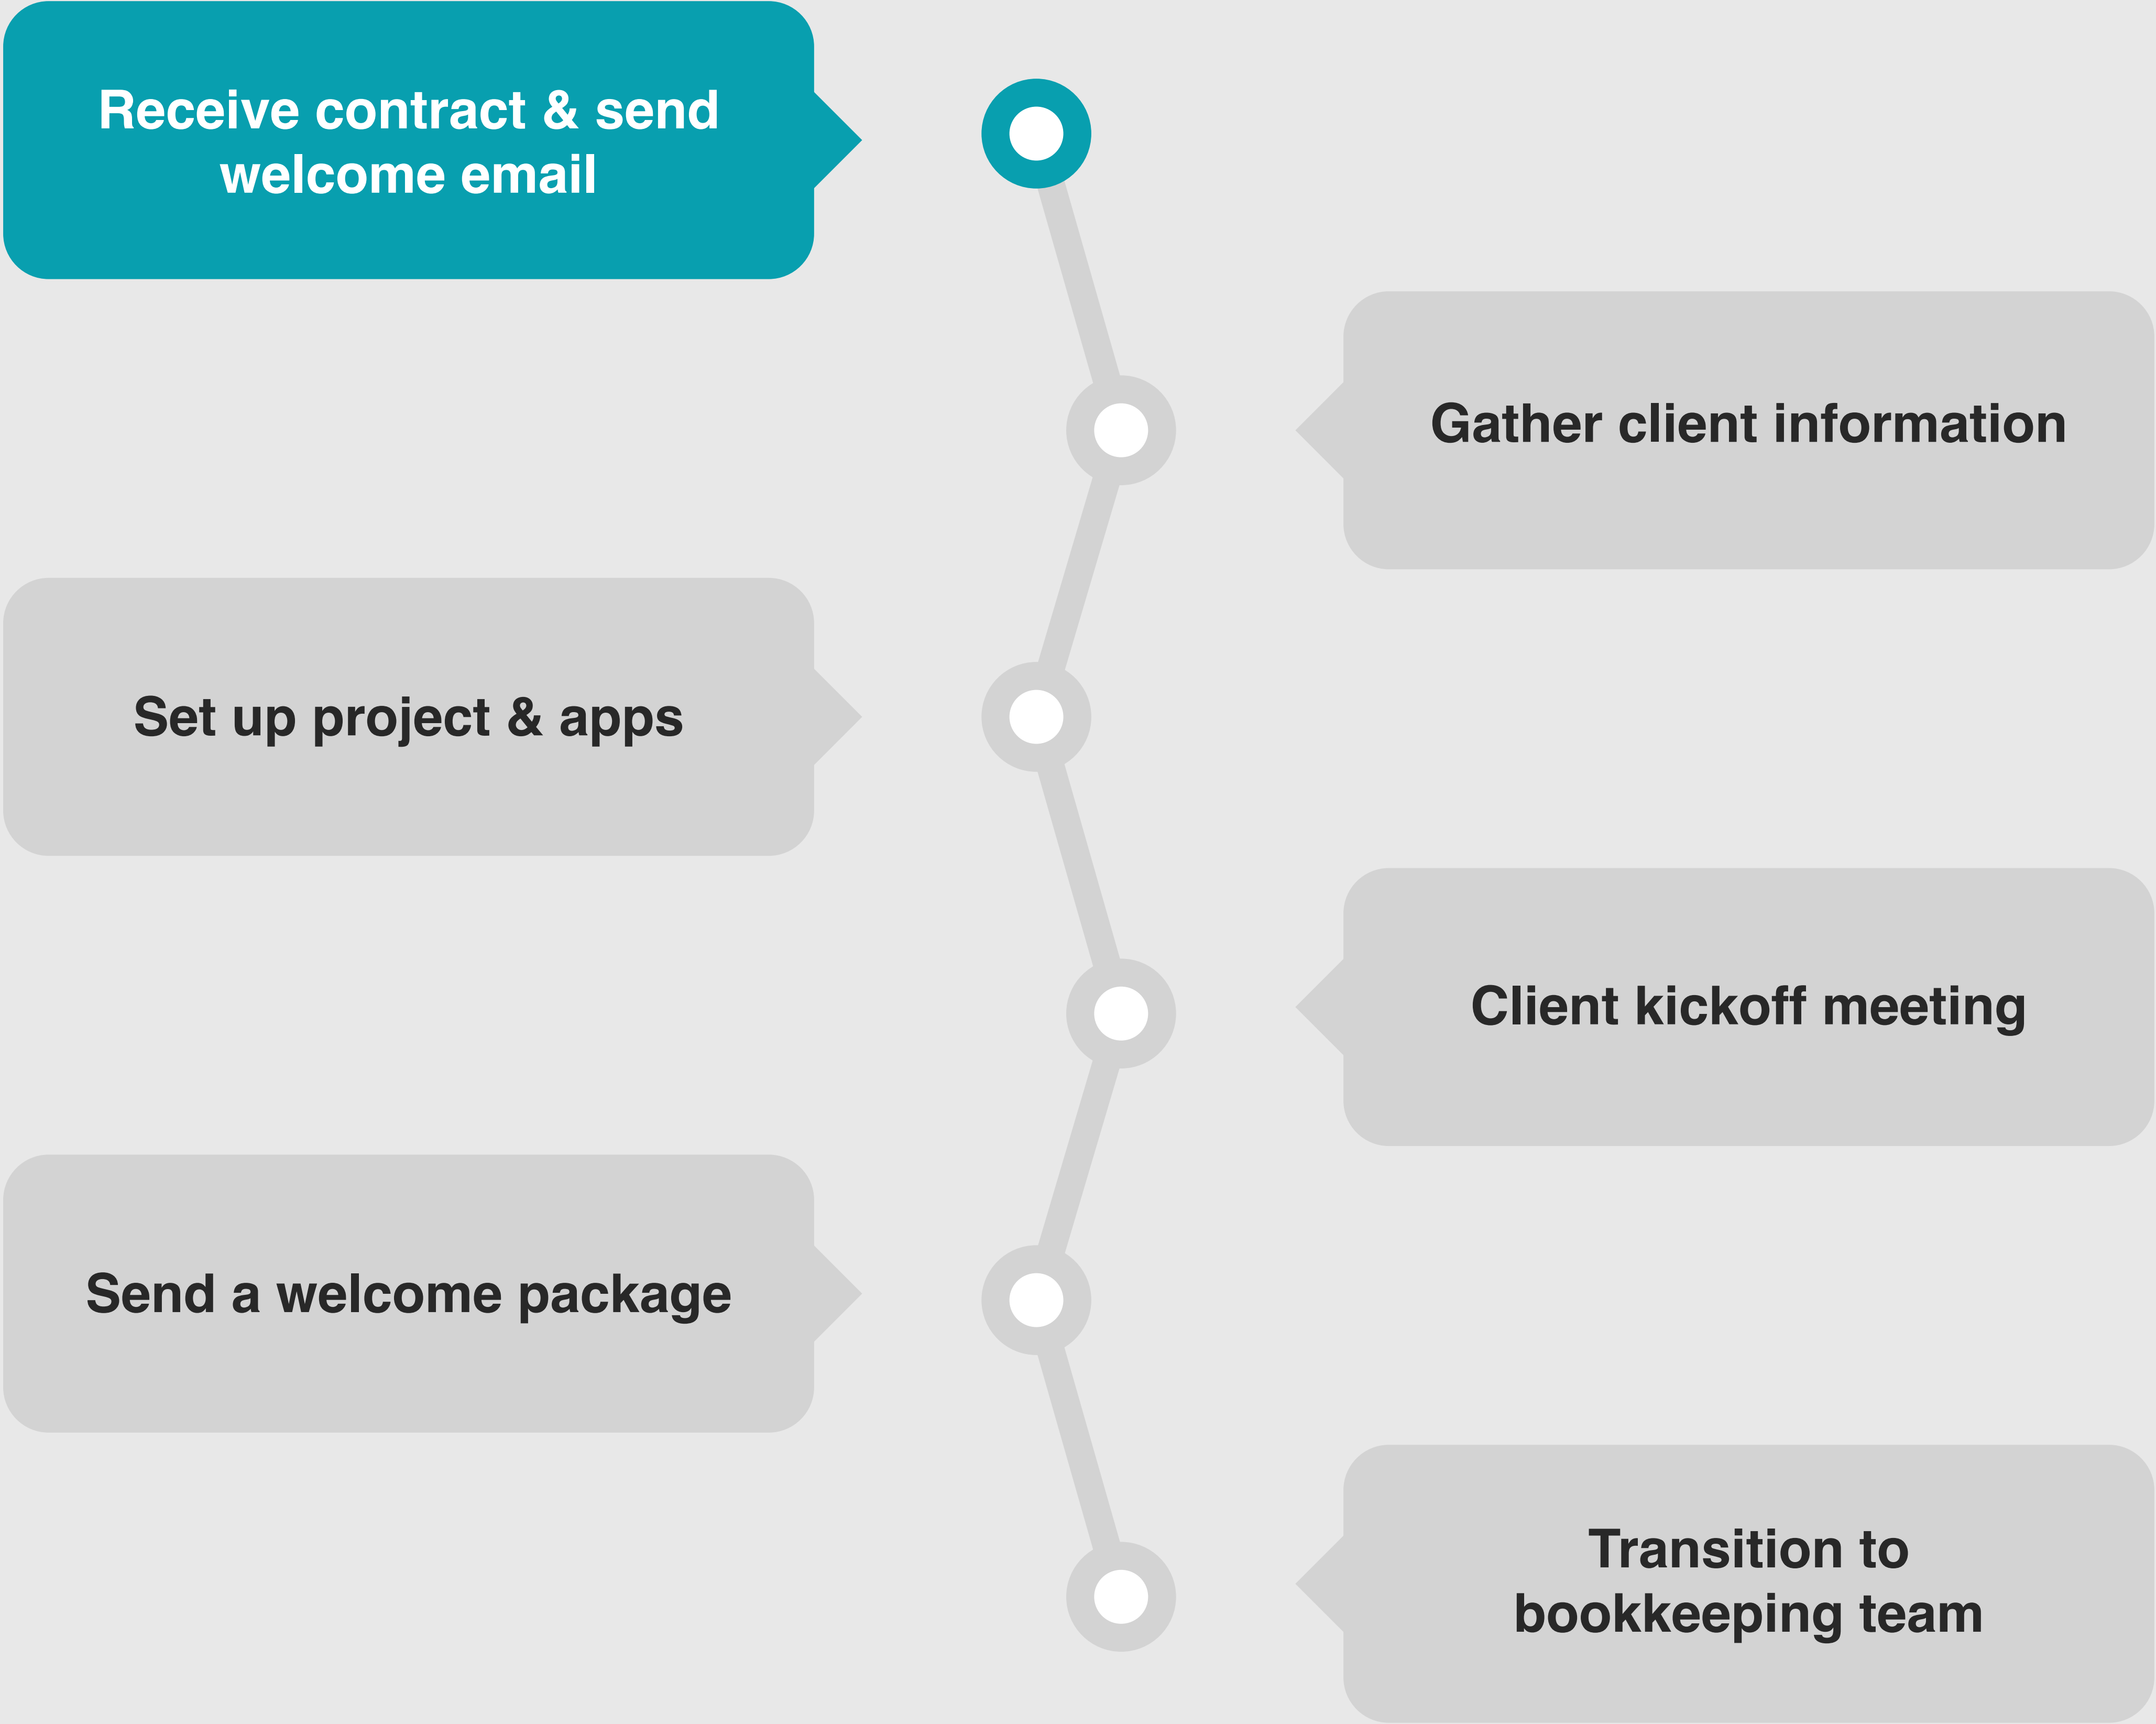 Receive contract & send
welcome email
Gather client information
Set up project & apps
Client kickoff meeting
Send a welcome package
Transition to
bookkeeping team